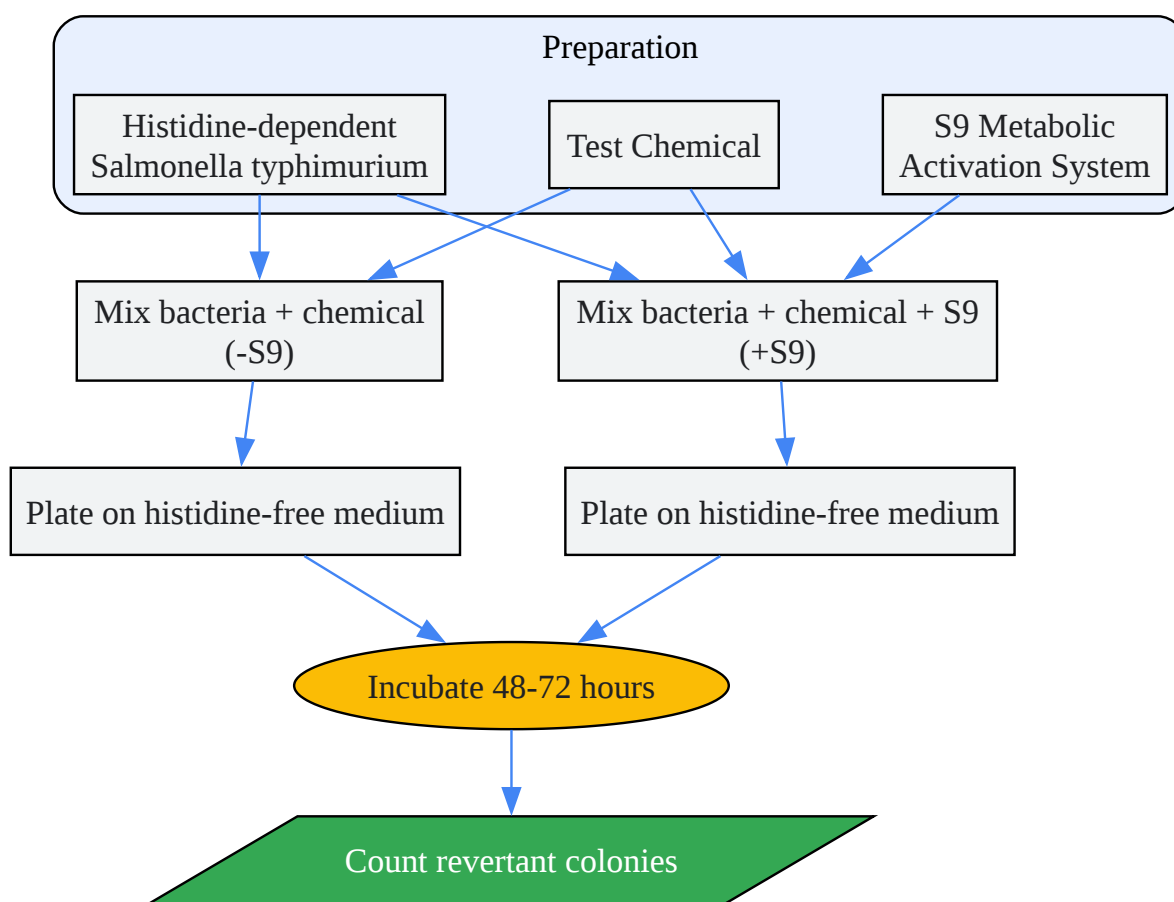 Preparation
Histidine-dependent
Salmonella typhimurium
Test Chemical
S9 Metabolic
Activation System
Mix bacteria + chemical
(-S9)
Mix bacteria + chemical + S9
(+S9)
Plate on histidine-free medium
Plate on histidine-free medium
Incubate 48-72 hours
Count revertant colonies